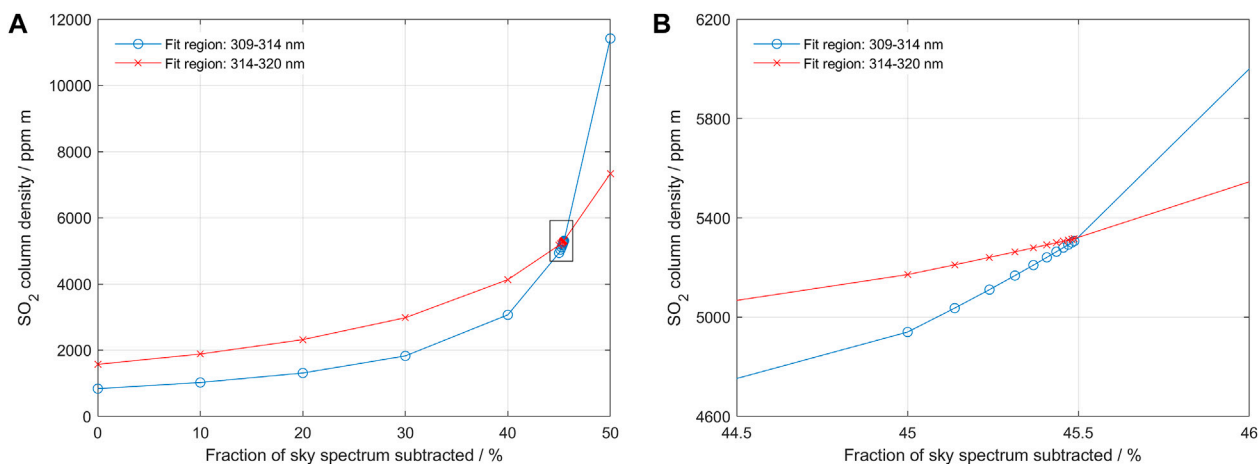 A
Fit region: 309-314 nm
Fit region: 314-320 nm
12000
10000
8000
6000
4000
2000
0
SO2 column density / ppm m
0 10 20 30 40 50
Fraction of sky spectrum subtracted / %
B
Fit region: 309-314 nm
Fit region: 314-320 nm
6200
5800
5400
5000
4600
SO2 column density / ppm m
44.5 45 45.5 46
Fraction of sky spectrum subtracted / %